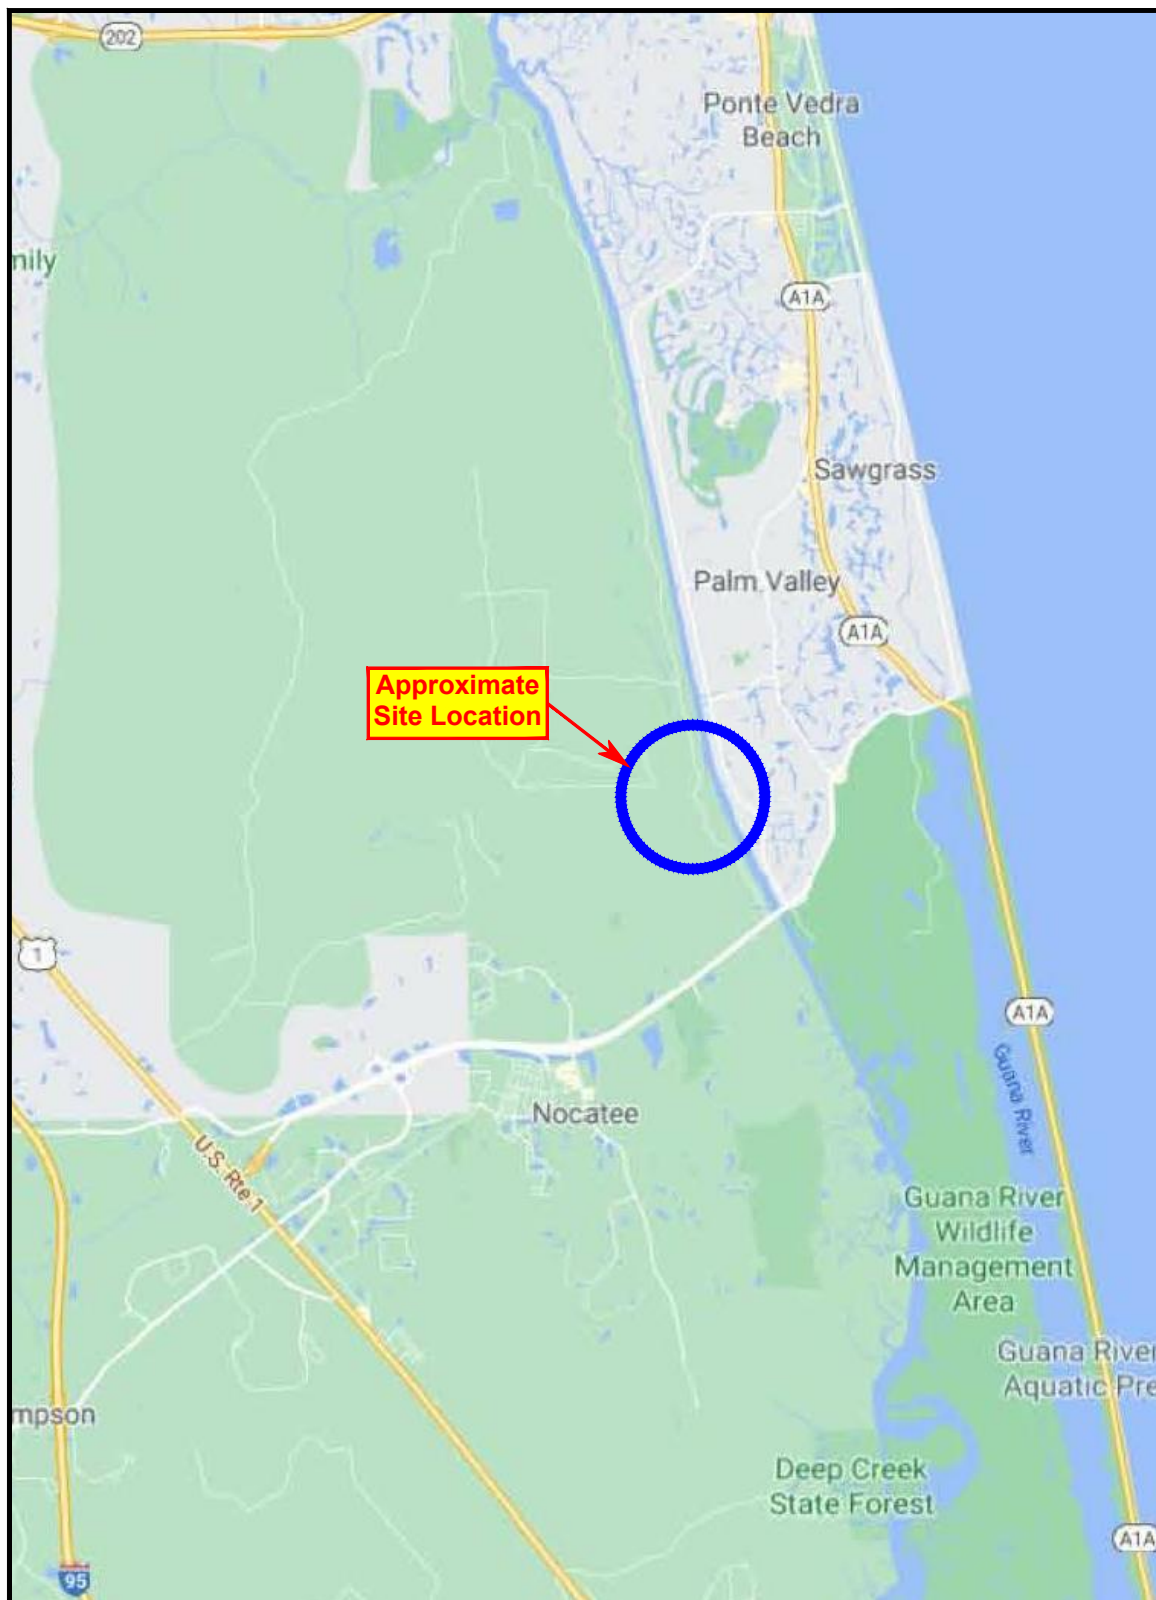 202
Ponte Vedra
Beach
mily
A1A
Sawgrass
Palm Valley
A1A
Approximate
Site Location
1
A1A
Guana River
Nocatee
U.S. Rte 1
Guana River
Wildlife
Management
Area
Guana River
Aquatic Pre
mpson
Deep Creek
State Forest
A1A
95